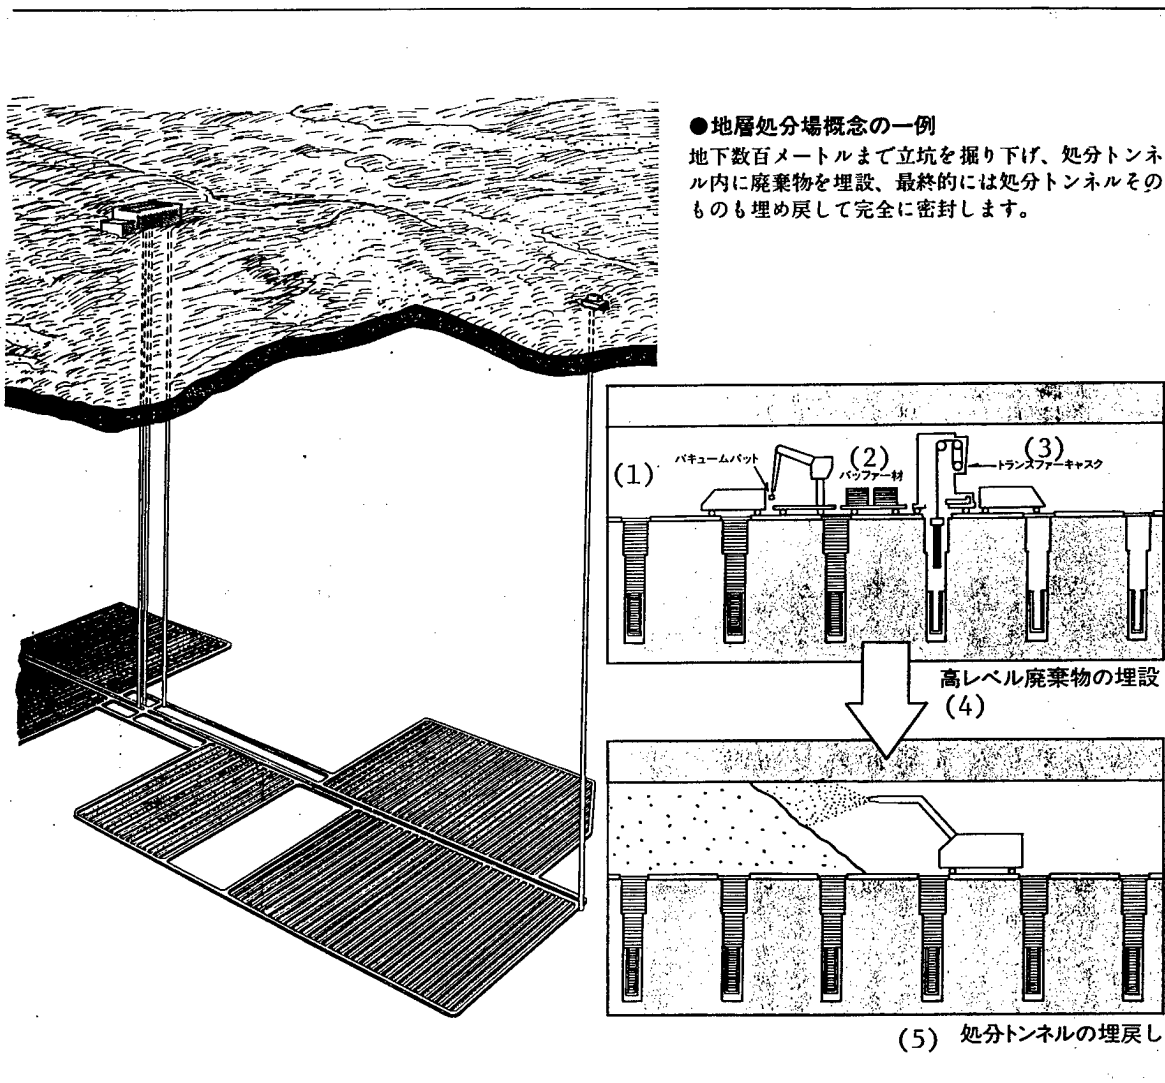 ●地層処分場概念の一例
地下数百メートルまで立坑を掘り下げ、処分トンネ
ル内に廃棄物を埋設、最終的には処分トンネルその
ものも埋め戻して完全に密封します。
(1)
バキュームパット
(2)
バッファー材
(3)
トランスファーキャスク
高レベル廃棄物の埋設
(4)
(5) 処分トンネルの埋戻し